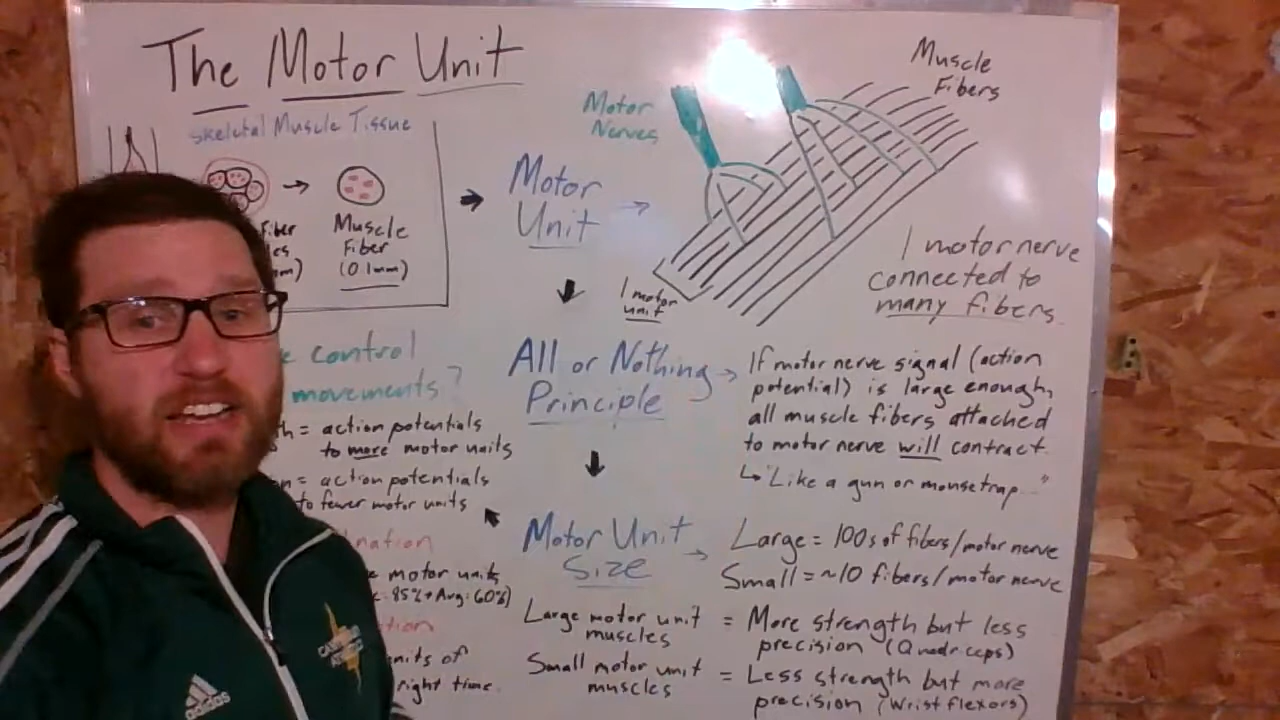 The Motor Unit
Skeletal Muscle Tissue
Muscle
Fiber
(0.1mm)
Motor
Unit
Motor
Nerves
Muscle
Fibers
1 motor
unit
1 motor nerve
connected to
many fibers
control
movements?
= action potentials
to more motor units
= action potentials
to fewer motor units
motor units
85% + Avg: 60%)
of
right time.
All or Nothing
Principle
If motor nerve signal (action
potential) is large enough,
all muscle fibers attached
to motor nerve will contract.
"Like a gun or mousetrap..."
Motor Unit
Size
Large = 100s of fibers/motor nerve
Small = ~10 fibers/motor nerve
Large motor unit
muscles
= More strength but less
precision (Quadriceps)
Small motor unit
muscles
= Less strength but more
precision (Wrist flexors)
adidas